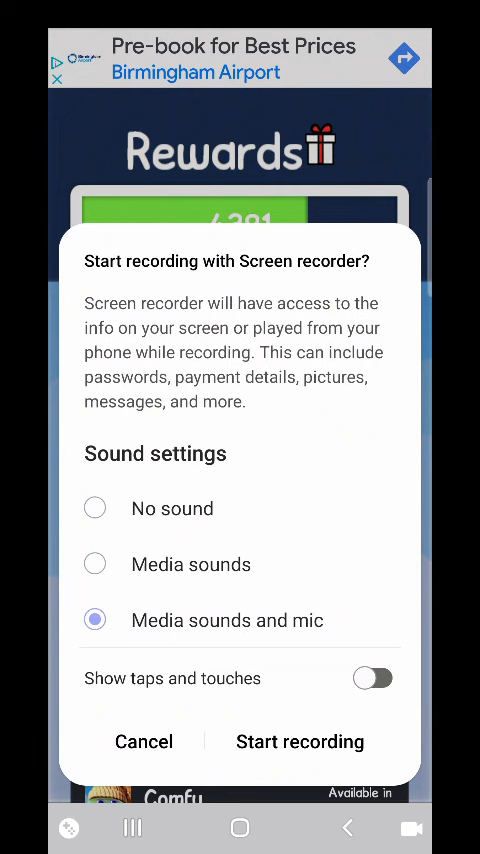 Pre-book for Best Prices
Birmingham Airport
Rewards
4381
Start recording with Screen recorder?
Screen recorder will have access to the
info on your screen or played from your
phone while recording. This can include
passwords, payment details, pictures,
messages, and more.
Sound settings
No sound
Media sounds
Media sounds and mic
Show taps and touches
Cancel
Start recording
Comfy
Available in